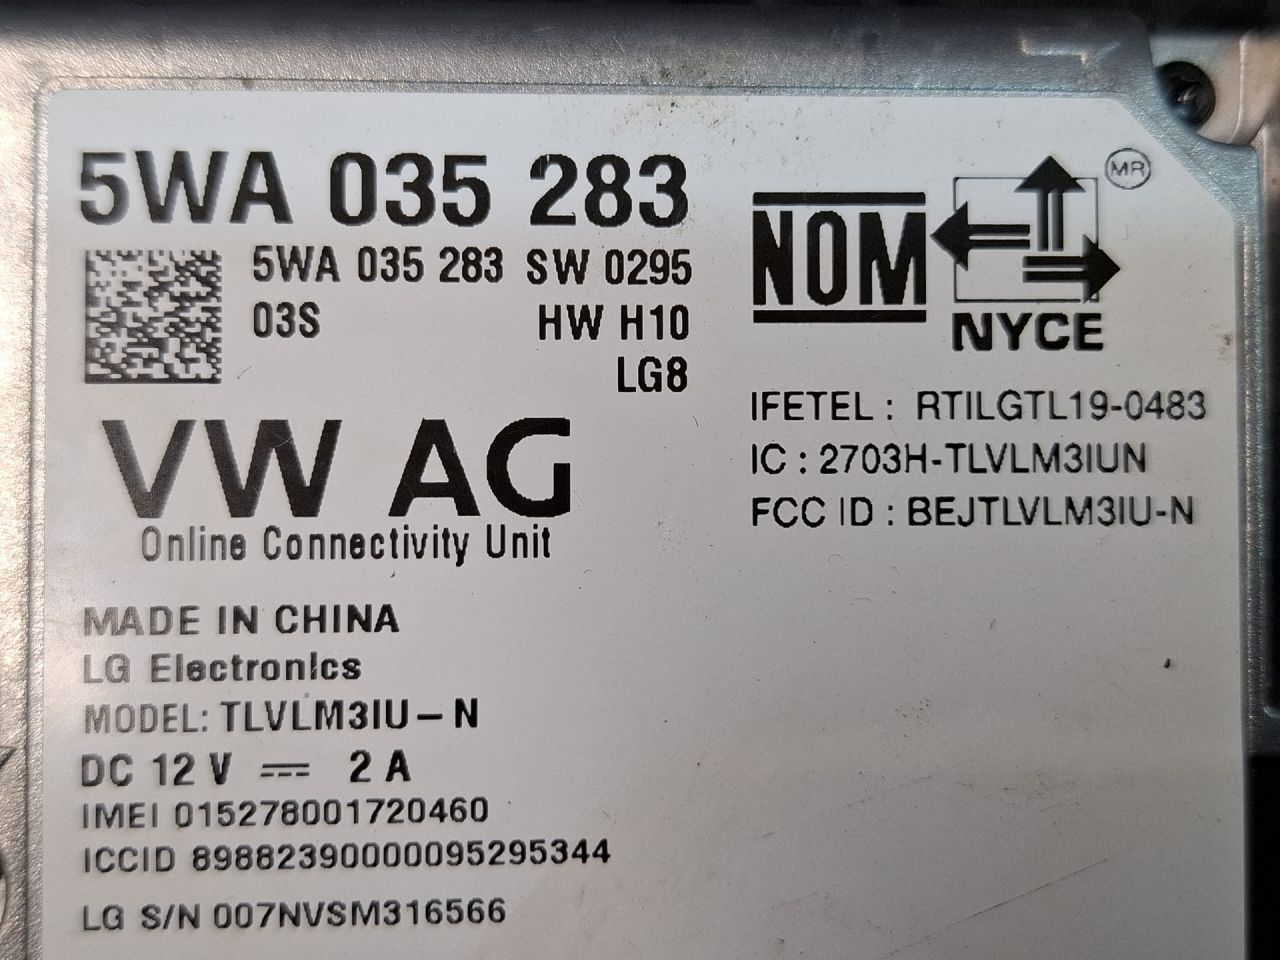 5WA 035 283
5WA 035 283 SW 0295
03S HW H10
LG8
VW AG
Online Connectivity Unit
MADE IN CHINA
LG Electronics
MODEL: TLVLM3IU-N
DC 12 V ⎓ 2 A
IMEI 015278001720460
ICCID 89882390000095295344
LG S/N 007NVSM316566
NOM
MR
NYCE
IFETEL : RTILGTL19-0483
IC : 2703H-TLVLM3IUN
FCC ID : BEJTLVLM3IU-N